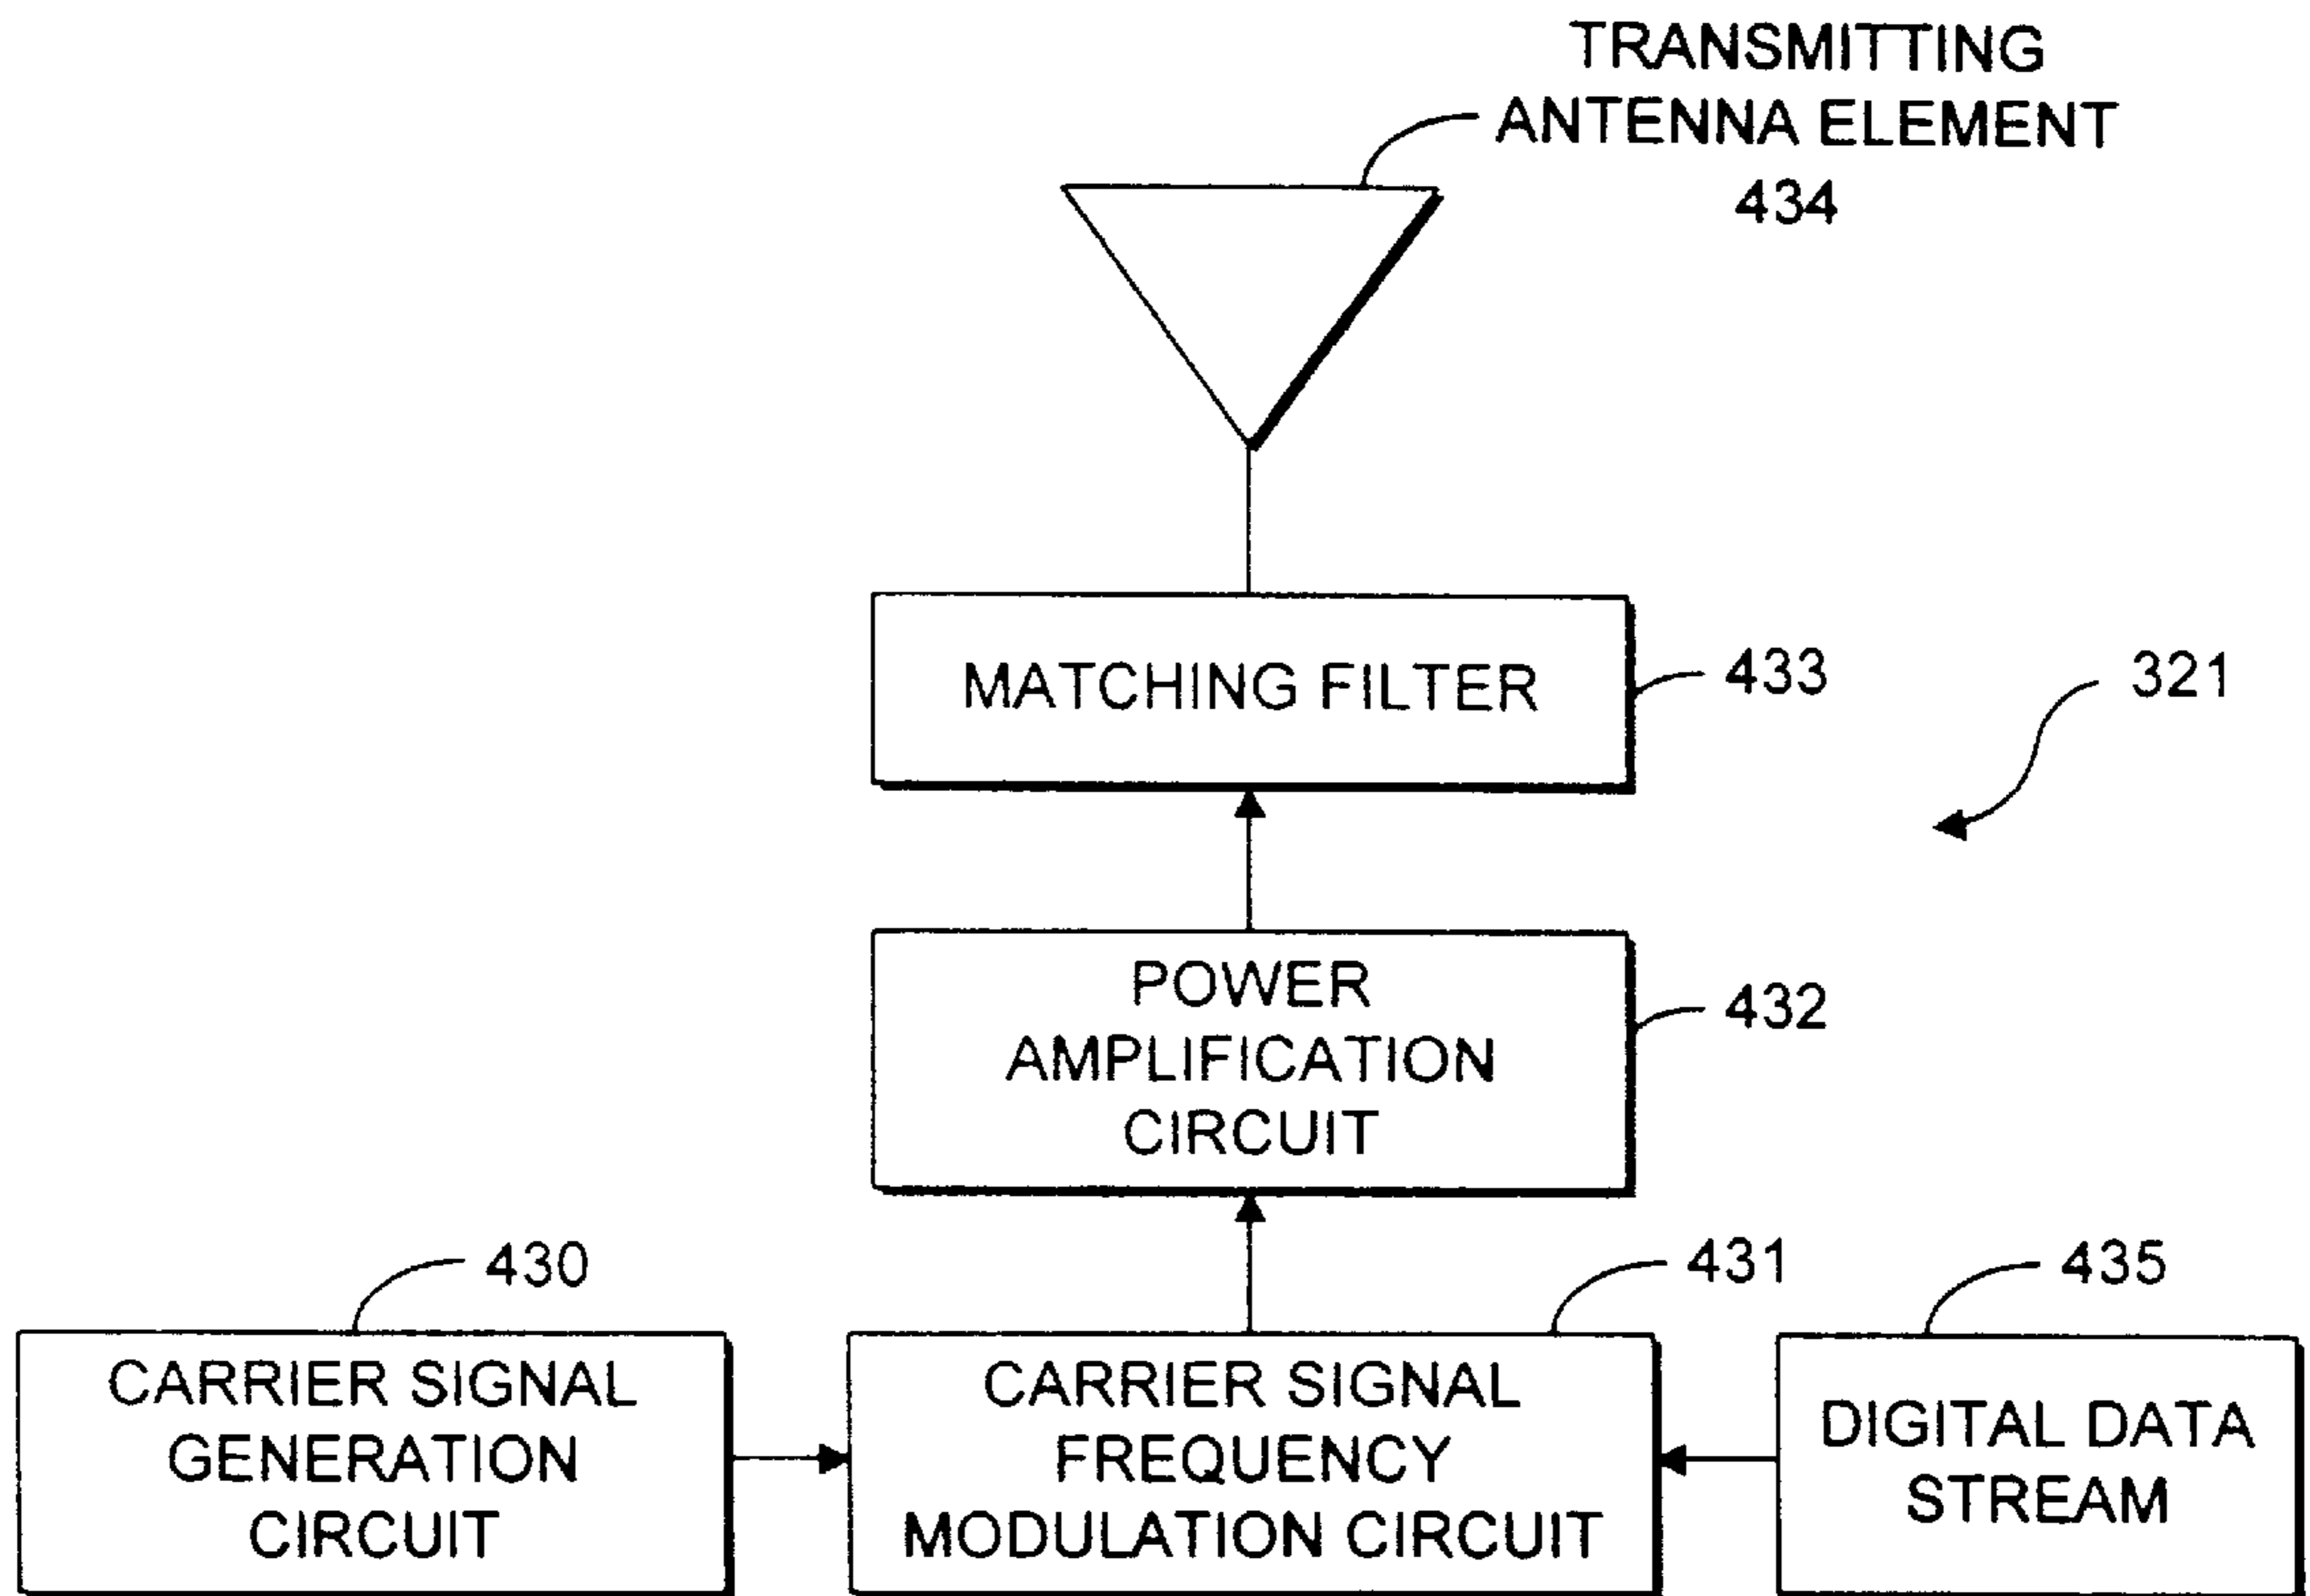 TRANSMITTING
ANTENNA ELEMENT
434
MATCHING FILTER
433
321
POWER
AMPLIFICATION
CIRCUIT
432
430
431
435
CARRIER SIGNAL
GENERATION
CIRCUIT
CARRIER SIGNAL
FREQUENCY
MODULATION CIRCUIT
DIGITAL DATA
STREAM